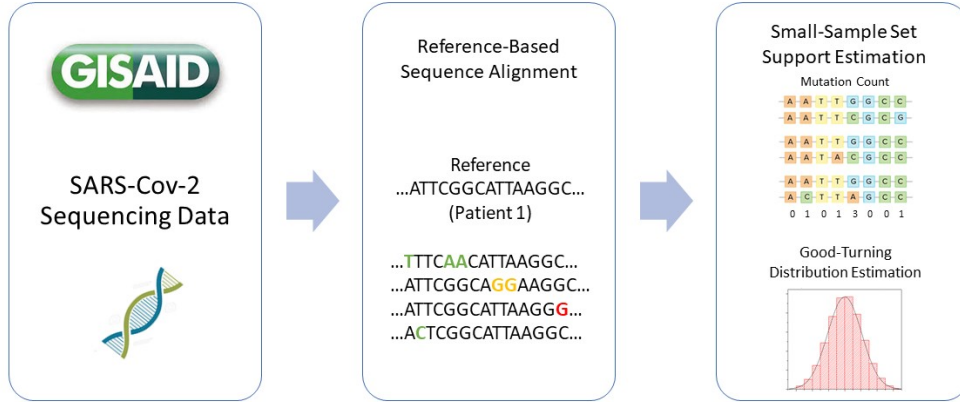 GISAID
SARS-Cov-2
Sequencing Data
Reference-Based
Sequence Alignment
Reference
...ATTCGGCATTAAGGC...
(Patient 1)
...TTTCAACATTAAGGC...
...ATTCGGCAGGAAGGC...
...ATTCGGCATTAAGGG...
...ACTCGGCATTAAGGC...
Small-Sample Set
Support Estimation
Mutation Count
A A T T G G C C
A A T T C G C G
A A T T G G C C
A A T A C G C C
A A T T G G C C
A C T T A G C C
0 1 0 1 3 0 0 1
Good-Turning
Distribution Estimation